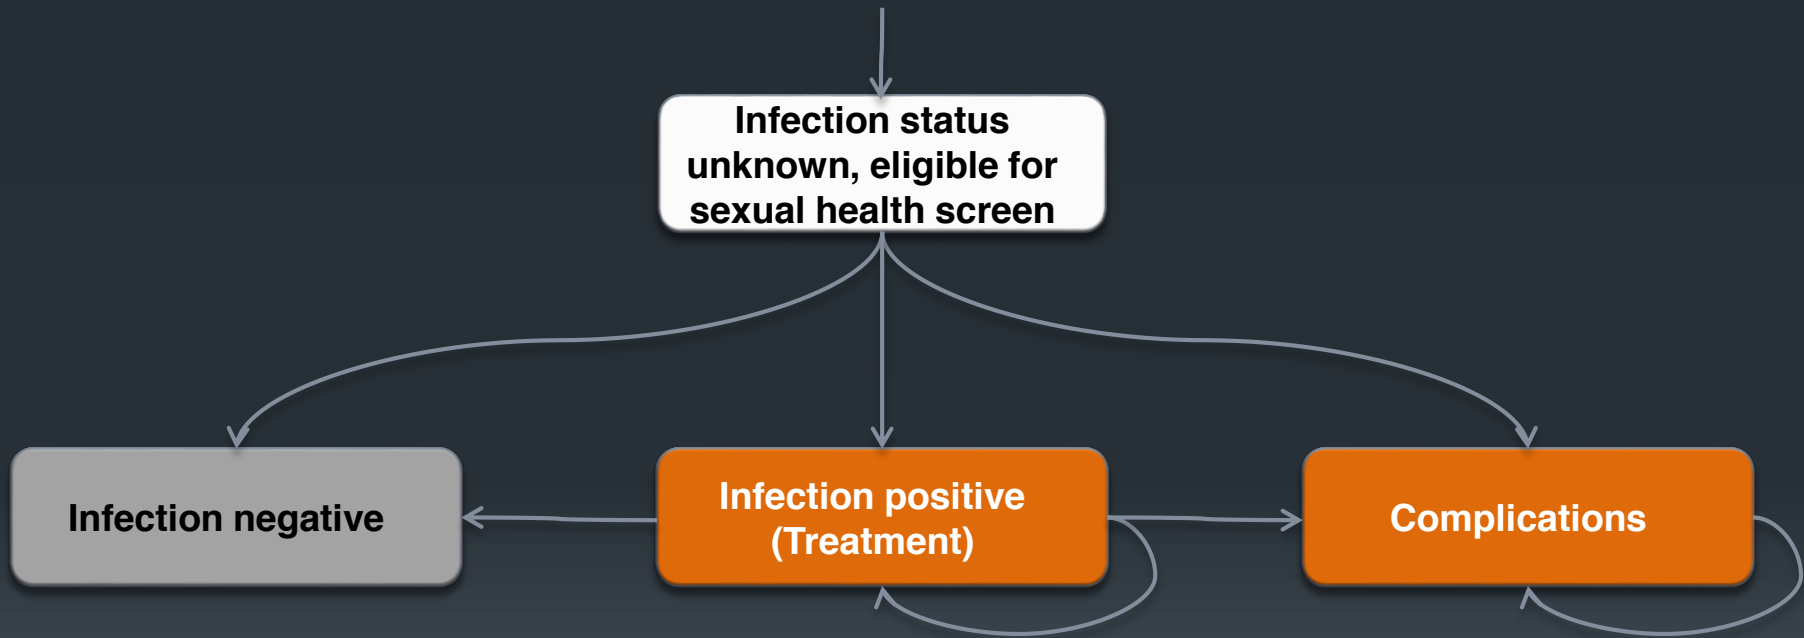 Infection status
unknown, eligible for
sexual health screen
Infection negative
Infection positive
(Treatment)
Complications